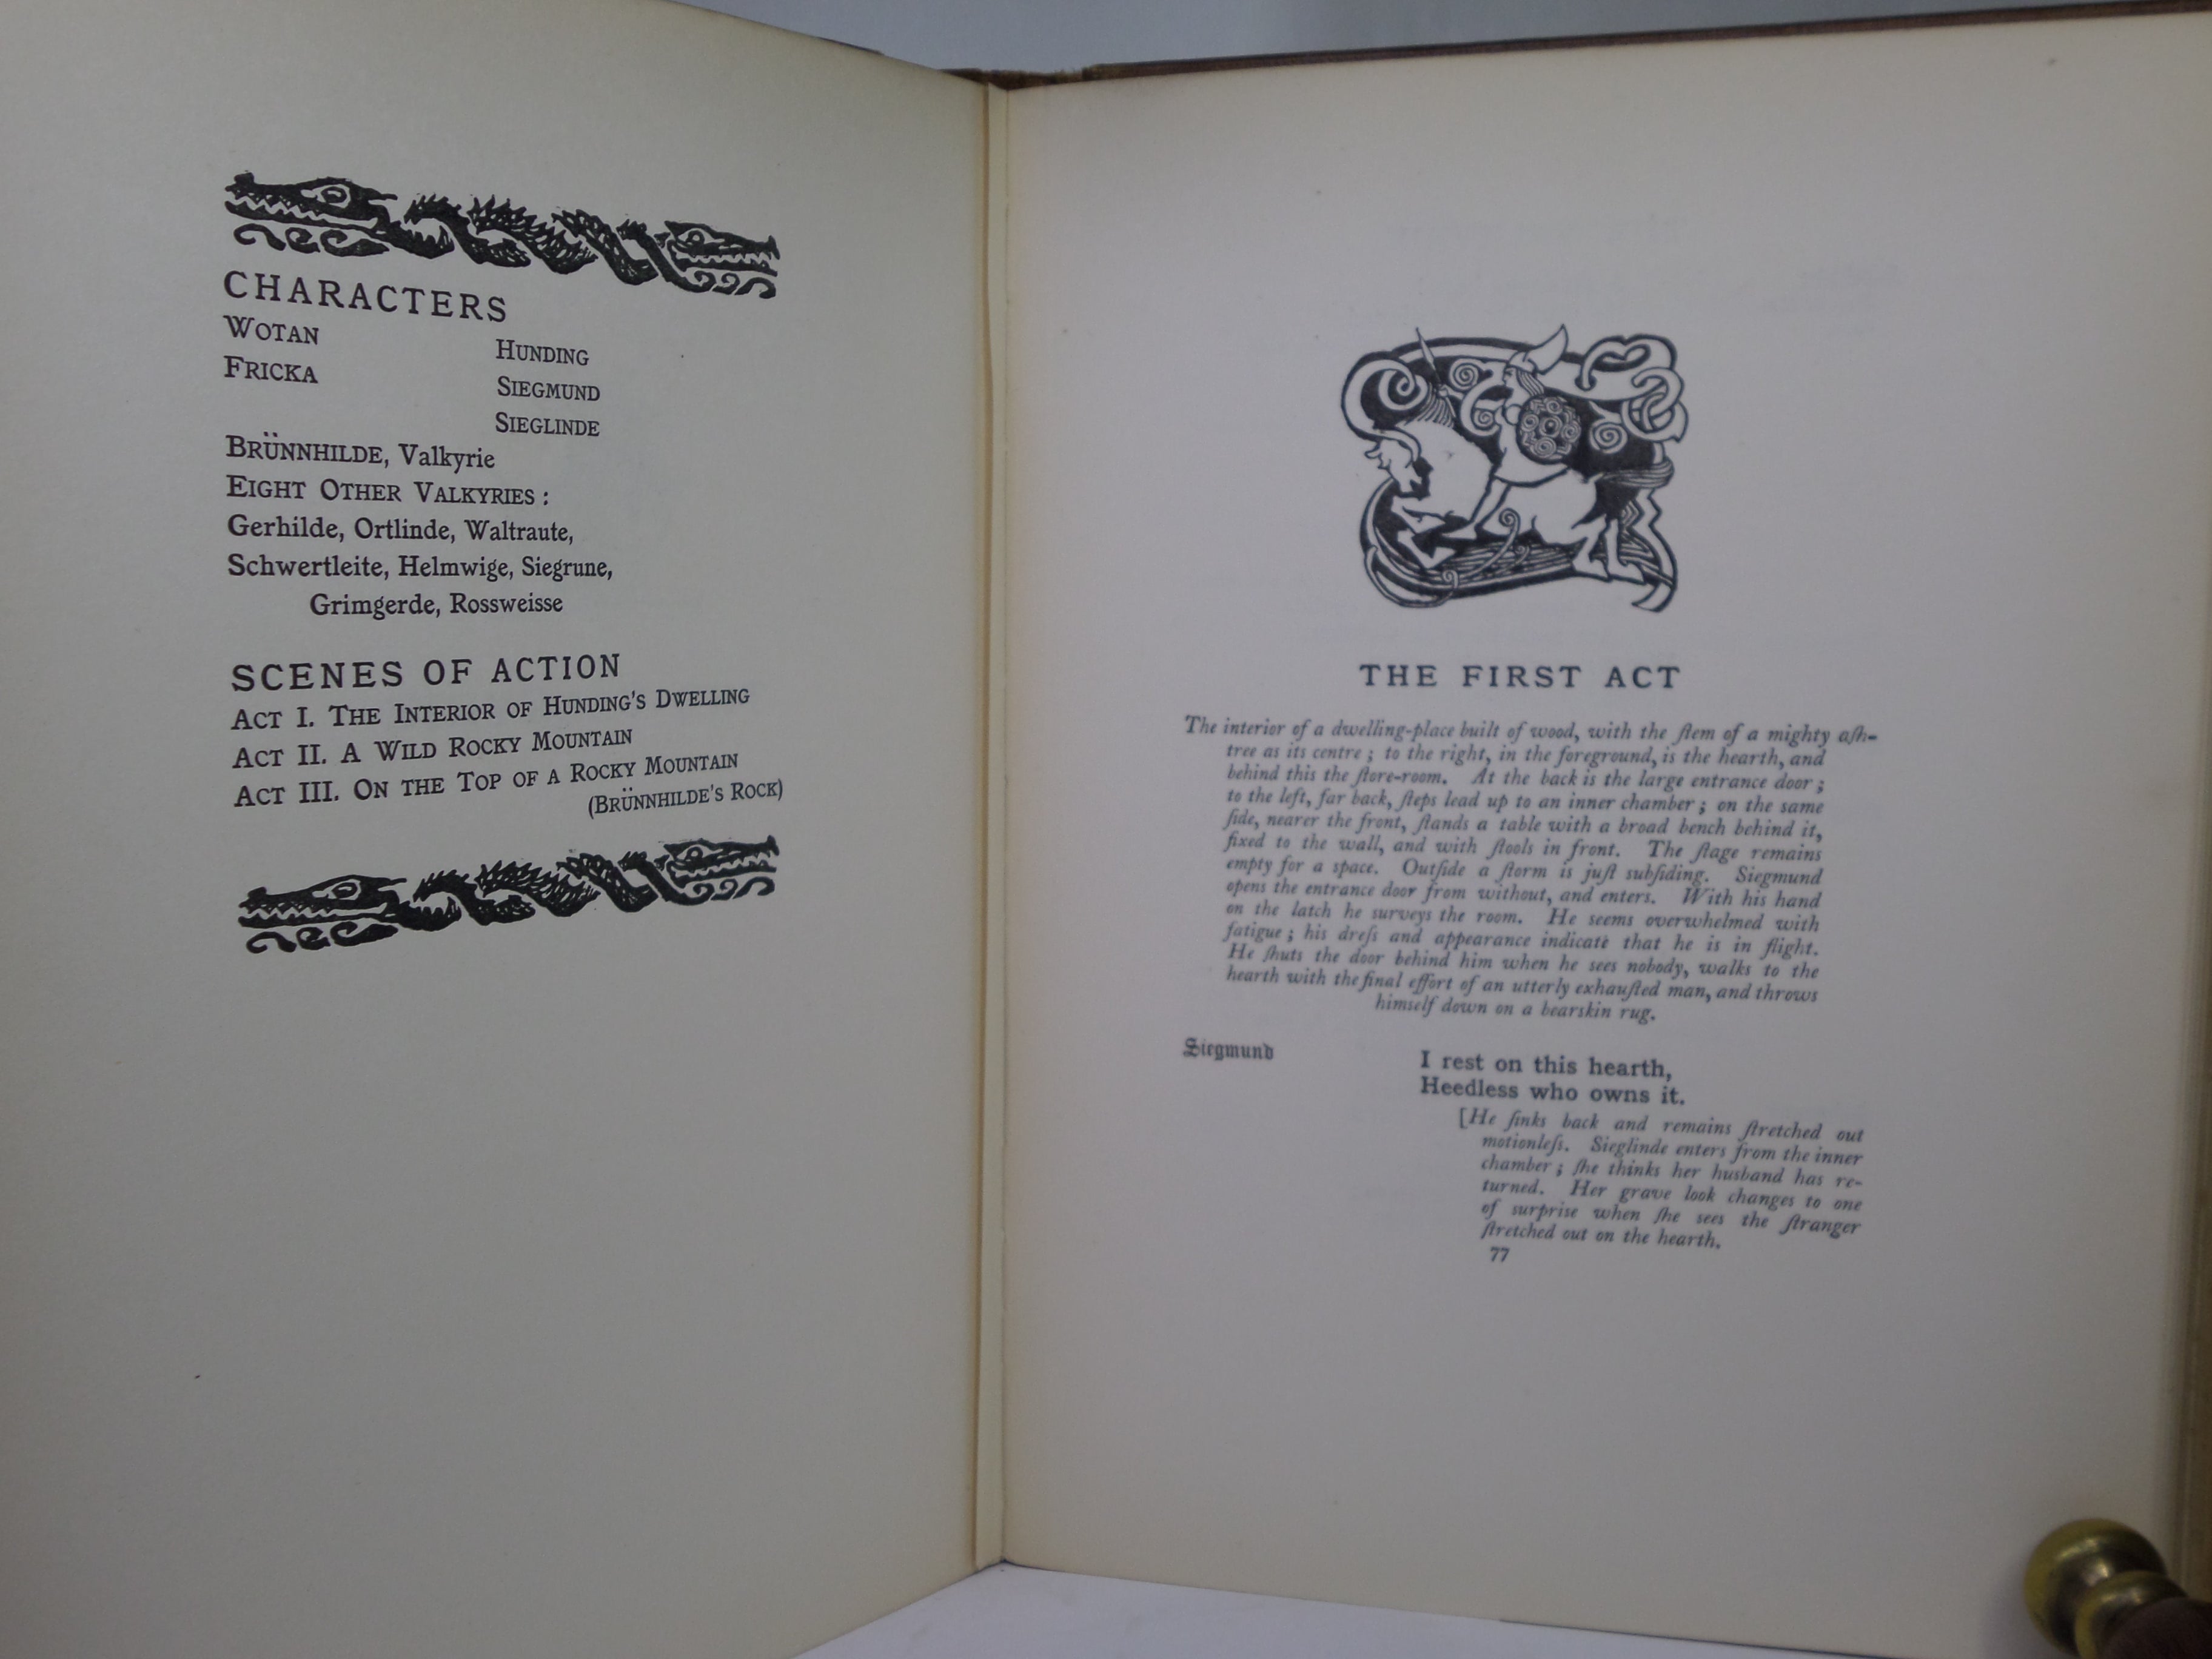 CHARACTERS
WOTAN
FRICKA
HUNDING
SIEGMUND
SIEGLINDE
BRÜNNHILDE, Valkyrie
EIGHT OTHER VALKYRIES :
Gerhilde, Ortlinde, Waltraute,
Schwertleite, Helmwige, Siegrune,
Grimgerde, Rossweisse
SCENES OF ACTION
ACT I. THE INTERIOR OF HUNDING'S DWELLING
ACT II. A WILD ROCKY MOUNTAIN
ACT III. ON THE TOP OF A ROCKY MOUNTAIN
(BRÜNNHILDE'S ROCK)
THE FIRST ACT
The interior of a dwelling-place built of wood, with the ſtem of a mighty aſh-
tree as its centre ; to the right, in the foreground, is the hearth, and
behind this the ſtore-room. At the back is the large entrance door ;
to the left, far back, ſteps lead up to an inner chamber ; on the same
ſide, nearer the front, ſtands a table with a broad bench behind it,
fixed to the wall, and with ſtools in front. The ſtage remains
empty for a space. Outſide a ſtorm is juſt subſiding. Siegmund
opens the entrance door from without, and enters. With his hand
on the latch he surveys the room. He seems overwhelmed with
fatigue ; his dreſs and appearance indicate that he is in flight.
He ſhuts the door behind him when he sees nobody, walks to the
hearth with the final effort of an utterly exhauſted man, and throws
himself down on a bearskin rug.
Siegmund
I rest on this hearth,
Heedless who owns it.
[He ſinks back and remains ſtretched out
motionleſs. Sieglinde enters from the inner
chamber ; ſhe thinks her husband has re-
turned. Her grave look changes to one
of surprise when ſhe sees the ſtranger
ſtretched out on the hearth.
77